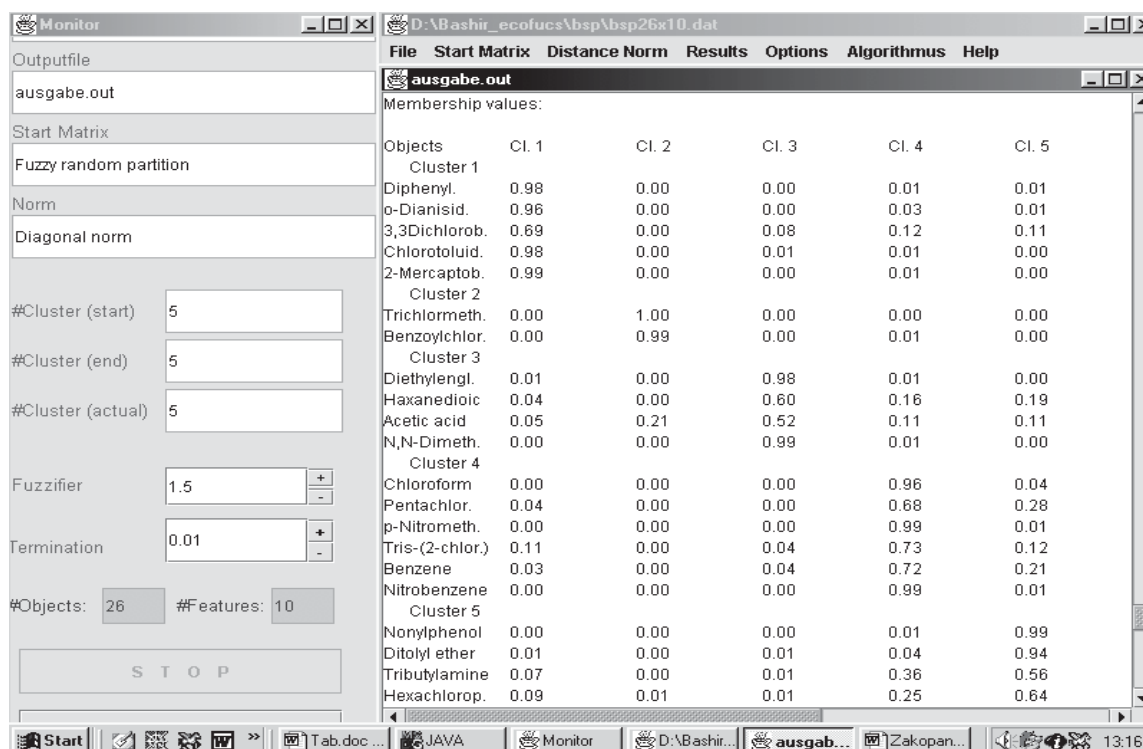 Monitor
Outputfile
ausgabe.out
Start Matrix
Fuzzy random partition
Norm
Diagonal norm
#Cluster (start) 5
#Cluster (end) 5
#Cluster (actual) 5
Fuzzifier 1.5 + -
Termination 0.01 + -
#Objects: 26 #Features: 10
S T O P
D:\Bashir_ecofucs\bsp\bsp26x10.dat
File Start Matrix Distance Norm Results Options Algorithmus Help
ausgabe.out
Membership values:
Objects Cl. 1 Cl. 2 Cl. 3 Cl. 4 Cl. 5
Cluster 1
Diphenyl. 0.98 0.00 0.00 0.01 0.01
o-Dianisid. 0.96 0.00 0.00 0.03 0.01
3,3Dichlorob. 0.69 0.00 0.08 0.12 0.11
Chlorotoluid. 0.98 0.00 0.01 0.01 0.00
2-Mercaptob. 0.99 0.00 0.00 0.01 0.00
Cluster 2
Trichlormeth. 0.00 1.00 0.00 0.00 0.00
Benzoylchlor. 0.00 0.99 0.00 0.01 0.00
Cluster 3
Diethylengl. 0.01 0.00 0.98 0.01 0.00
Haxanedioic 0.04 0.00 0.60 0.16 0.19
Acetic acid 0.05 0.21 0.52 0.11 0.11
N,N-Dimeth. 0.00 0.00 0.99 0.01 0.00
Cluster 4
Chloroform 0.00 0.00 0.00 0.96 0.04
Pentachlor. 0.04 0.00 0.00 0.68 0.28
p-Nitrometh. 0.00 0.00 0.00 0.99 0.01
Tris-(2-chlor.) 0.11 0.00 0.04 0.73 0.12
Benzene 0.03 0.00 0.04 0.72 0.21
Nitrobenzene 0.00 0.00 0.00 0.99 0.01
Cluster 5
Nonylphenol 0.00 0.00 0.00 0.01 0.99
Ditolyl ether 0.01 0.00 0.01 0.04 0.94
Tributylamine 0.07 0.00 0.01 0.36 0.56
Hexachlorop. 0.09 0.01 0.01 0.25 0.64
Start » Tab.doc ... JAVA Monitor D:\Bashir... ausgab... Zakopan... 13:18